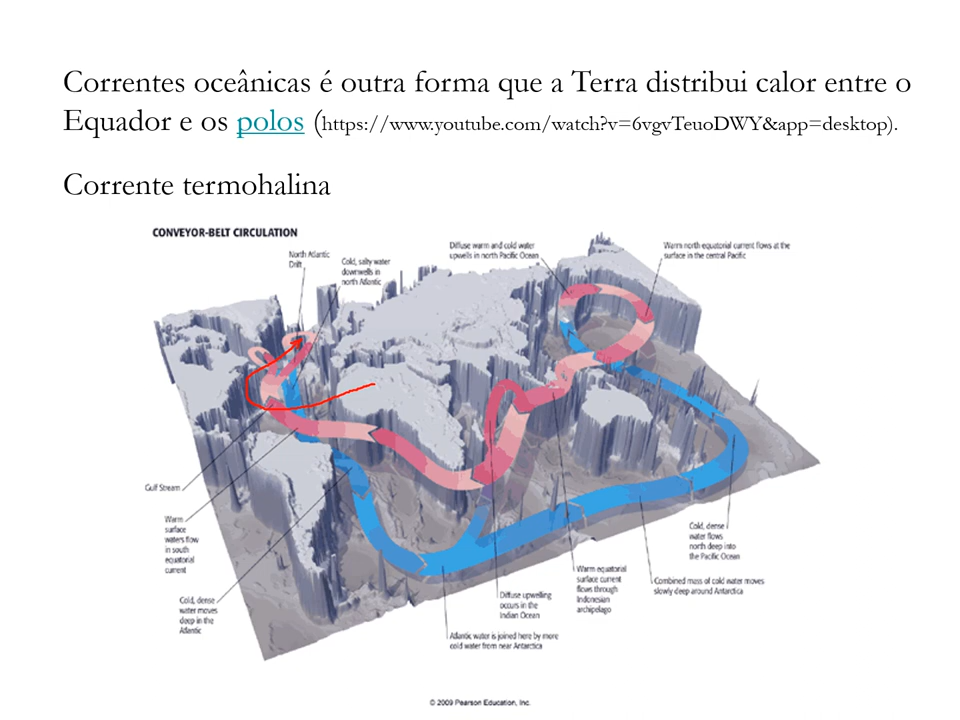 Correntes oceânicas é outra forma que a Terra distribui calor entre o
Equador e os polos (https://www.youtube.com/watch?v=6vgvTeuoDWY&app=desktop).
Corrente termohalina
CONVEYOR-BELT CIRCULATION
North Atlantic
Drift
Cold, salty water
downwells in
north Atlantic
Diffuse warm and cold water
upwells in north Pacific Ocean
Warm north equatorial current flows at the
surface in the central Pacific
Gulf Stream
Warm
surface
waters flow
in south
equatorial
current
Cold, dense
water moves
deep in the
Atlantic
Atlantic water is joined here by more
cold water from near Antarctica
Diffuse upwelling
occurs in the
Indian Ocean
Warm equatorial
surface current
flows through
Indonesian
archipelago
Combined mass of cold water moves
slowly deep around Antarctica
Cold, dense
water flows
north deep into
the Pacific Ocean
© 2009 Pearson Education, Inc.